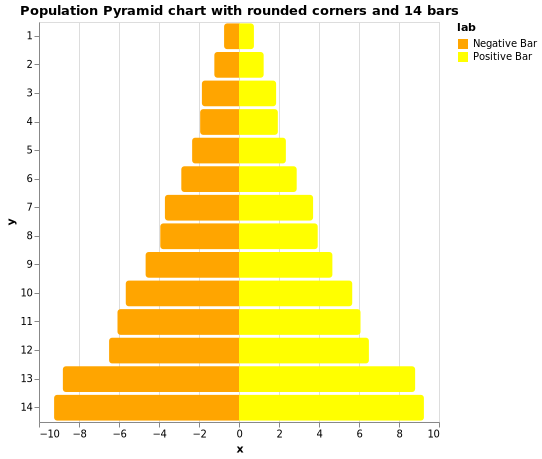 Population Pyramid chart with rounded corners and 14 bars
lab
Negative Bar
Positive Bar
y
1
2
3
4
5
6
7
8
9
10
11
12
13
14
−10 −8 −6 −4 −2 0 2 4 6 8 10
x